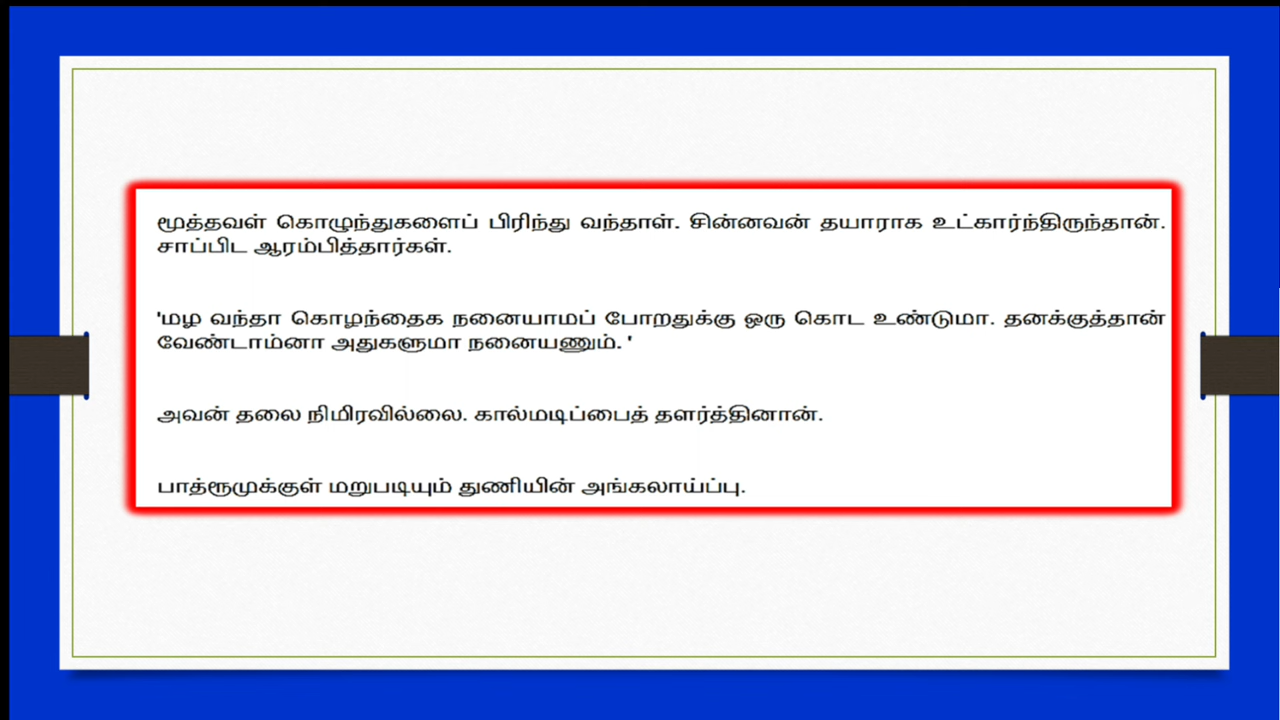 மூத்தவள் கொழுந்துகளைப் பிரிந்து வந்தாள். சின்னவன் தயாராக உட்கார்ந்திருந்தான்.
சாப்பிட ஆரம்பித்தார்கள்.
'மழ வந்தா கொழந்தைக நனையாமப் போறதுக்கு ஒரு கொட உண்டுமா. தனக்குத்தான்
வேண்டாம்னா அதுகளுமா நனையணும். '
அவன் தலை நிமிரவில்லை. கால்மடிப்பைத் தளர்த்தினான்.
பாத்ரூமுக்குள் மறுபடியும் துணியின் அங்கலாய்ப்பு.